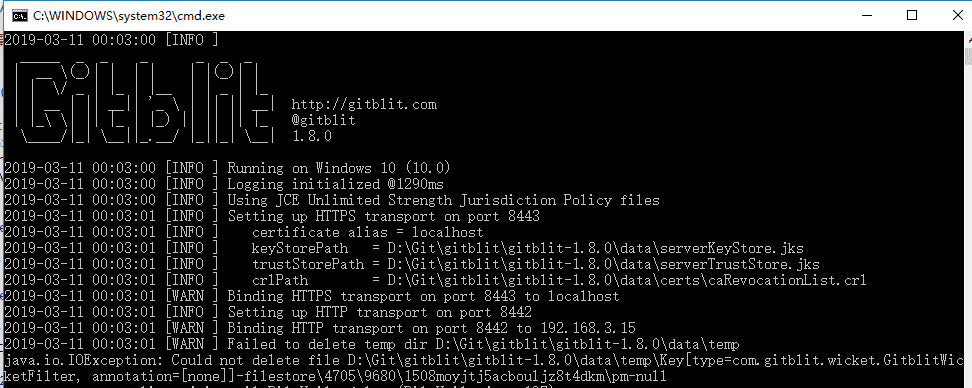 C:\WINDOWS\system32\cmd.exe
2019-03-11 00:03:00 [INFO ]
Gitblit
http://gitblit.com
@gitblit
1.8.0
2019-03-11 00:03:00 [INFO ] Running on Windows 10 (10.0)
2019-03-11 00:03:00 [INFO ] Logging initialized @1290ms
2019-03-11 00:03:01 [INFO ] Using JCE Unlimited Strength Jurisdiction Policy files
2019-03-11 00:03:01 [INFO ] Setting up HTTPS transport on port 8443
2019-03-11 00:03:01 [INFO ]    certificate alias = localhost
2019-03-11 00:03:01 [INFO ]    keyStorePath   = D:\Git\gitblit\gitblit-1.8.0\data\serverKeyStore.jks
2019-03-11 00:03:01 [INFO ]    trustStorePath = D:\Git\gitblit\gitblit-1.8.0\data\serverTrustStore.jks
2019-03-11 00:03:01 [INFO ]    crlPath        = D:\Git\gitblit\gitblit-1.8.0\data\certs\caRevocationList.crl
2019-03-11 00:03:01 [WARN ] Binding HTTPS transport on port 8443 to localhost
2019-03-11 00:03:01 [INFO ] Setting up HTTP transport on port 8442
2019-03-11 00:03:01 [WARN ] Binding HTTP transport on port 8442 to 192.168.3.15
2019-03-11 00:03:01 [WARN ] Failed to delete temp dir D:\Git\gitblit\gitblit-1.8.0\data\temp
java.io.IOException: Could not delete file D:\Git\gitblit\gitblit-1.8.0\data\temp\Key[type=com.gitblit.wicket.GitblitWic
ketFilter, annotation=[none]]-filestore\4705\9680\1508moyjtj5acbouljz8t4dkm\pm-null